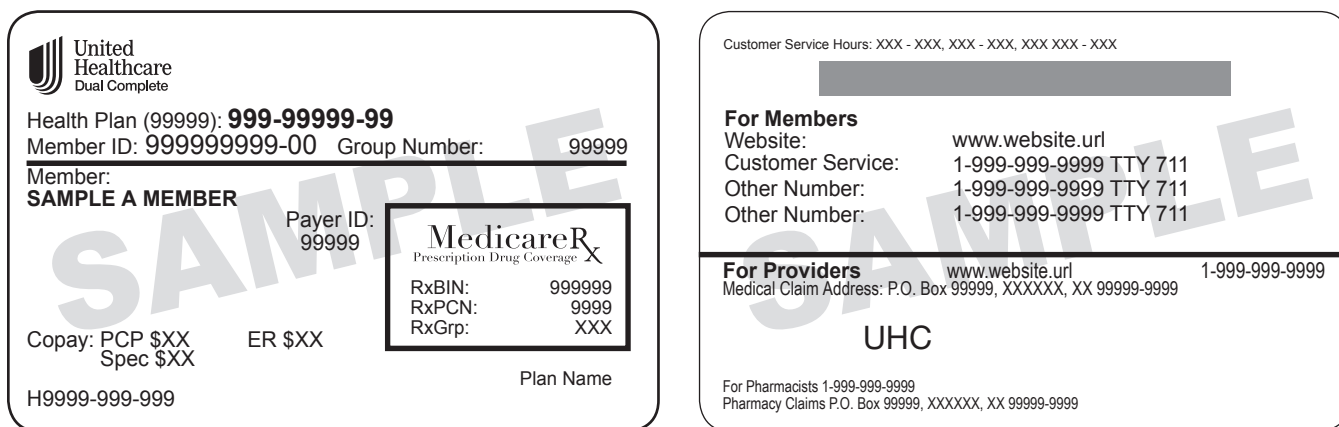 United
Healthcare
Dual Complete
Health Plan (99999): 999-99999-99
Member ID: 999999999-00 Group Number: 99999
Member:
SAMPLE A MEMBER
Payer ID:
99999
MedicareRx
Prescription Drug Coverage
RxBIN: 999999
RxPCN: 9999
RxGrp: XXX
Copay: PCP $XX ER $XX
Spec $XX
Plan Name
H9999-999-999
SAMPLE
Customer Service Hours: XXX - XXX, XXX - XXX, XXX XXX - XXX
For Members
Website: www.website.url
Customer Service: 1-999-999-9999 TTY 711
Other Number: 1-999-999-9999 TTY 711
Other Number: 1-999-999-9999 TTY 711
For Providers www.website.url 1-999-999-9999
Medical Claim Address: P.O. Box 99999, XXXXXX, XX 99999-9999
UHC
For Pharmacists 1-999-999-9999
Pharmacy Claims P.O. Box 99999, XXXXXX, XX 99999-9999
SAMPLE